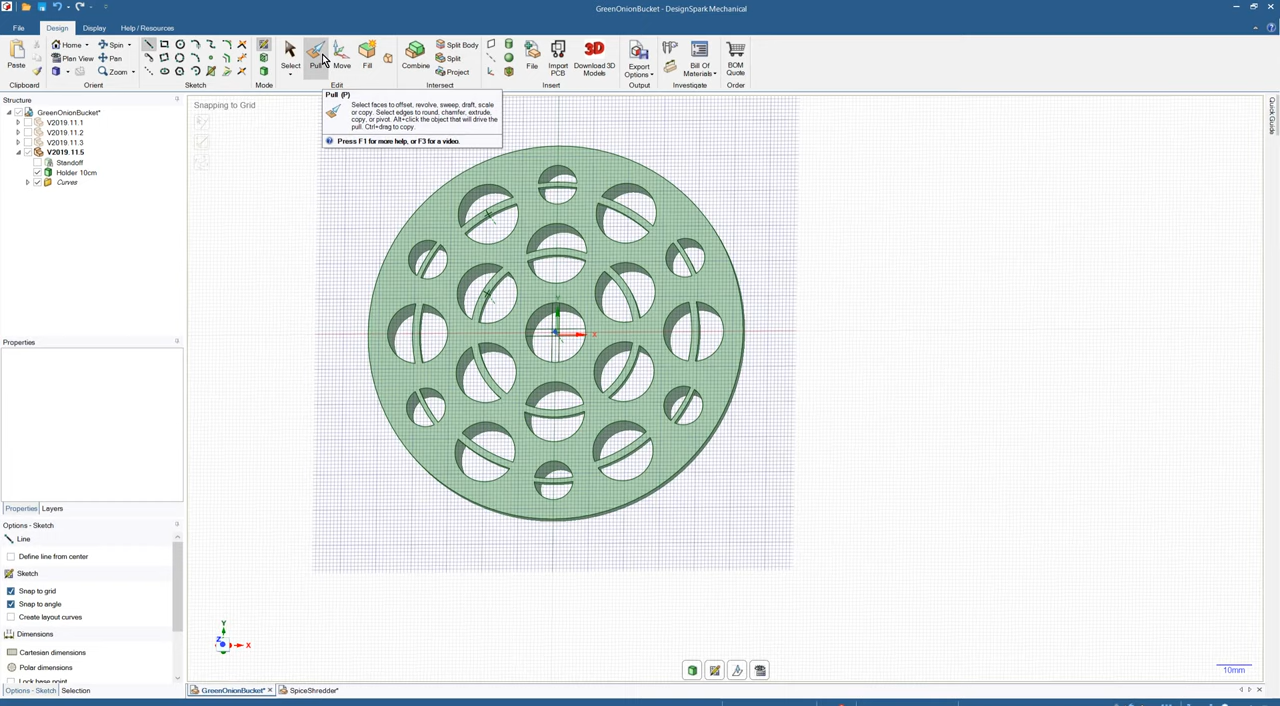 GreenOnionBucket - DesignSpark Mechanical
File
Design
Display
Help / Resources
Paste
Home
Spin
Plan View
Pan
Zoom
Select
Pull
Move
Fill
Combine
Split Body
Split
Project
File
Import PCB
Download 3D Models
Export Options
Bill Of Materials
BOM Quote
Clipboard
Orient
Sketch
Mode
Edit
Intersect
Insert
Output
Investigate
Order
Structure
GreenOnionBucket*
V2019.11.1
V2019.11.2
V2019.11.3
V2019.11.5
Standoff
Holder 10cm
Curves
Snapping to Grid
Pull (P)
Select faces to offset, revolve, sweep, draft, scale
or copy. Select edges to round, chamfer, extrude,
copy, or pivot. Alt+click the object that will drive the
pull. Ctrl+drag to copy.
Press F1 for more help, or F3 for a video.
Quick Guide
Properties
Properties
Layers
Options - Sketch
Line
Define line from center
Sketch
Snap to grid
Snap to angle
Create layout curves
Dimensions
Cartesian dimensions
Polar dimensions
Lock base point
Options - Sketch
Selection
Y
X
Z
Y
X
10mm
GreenOnionBucket*
SpiceShredder*